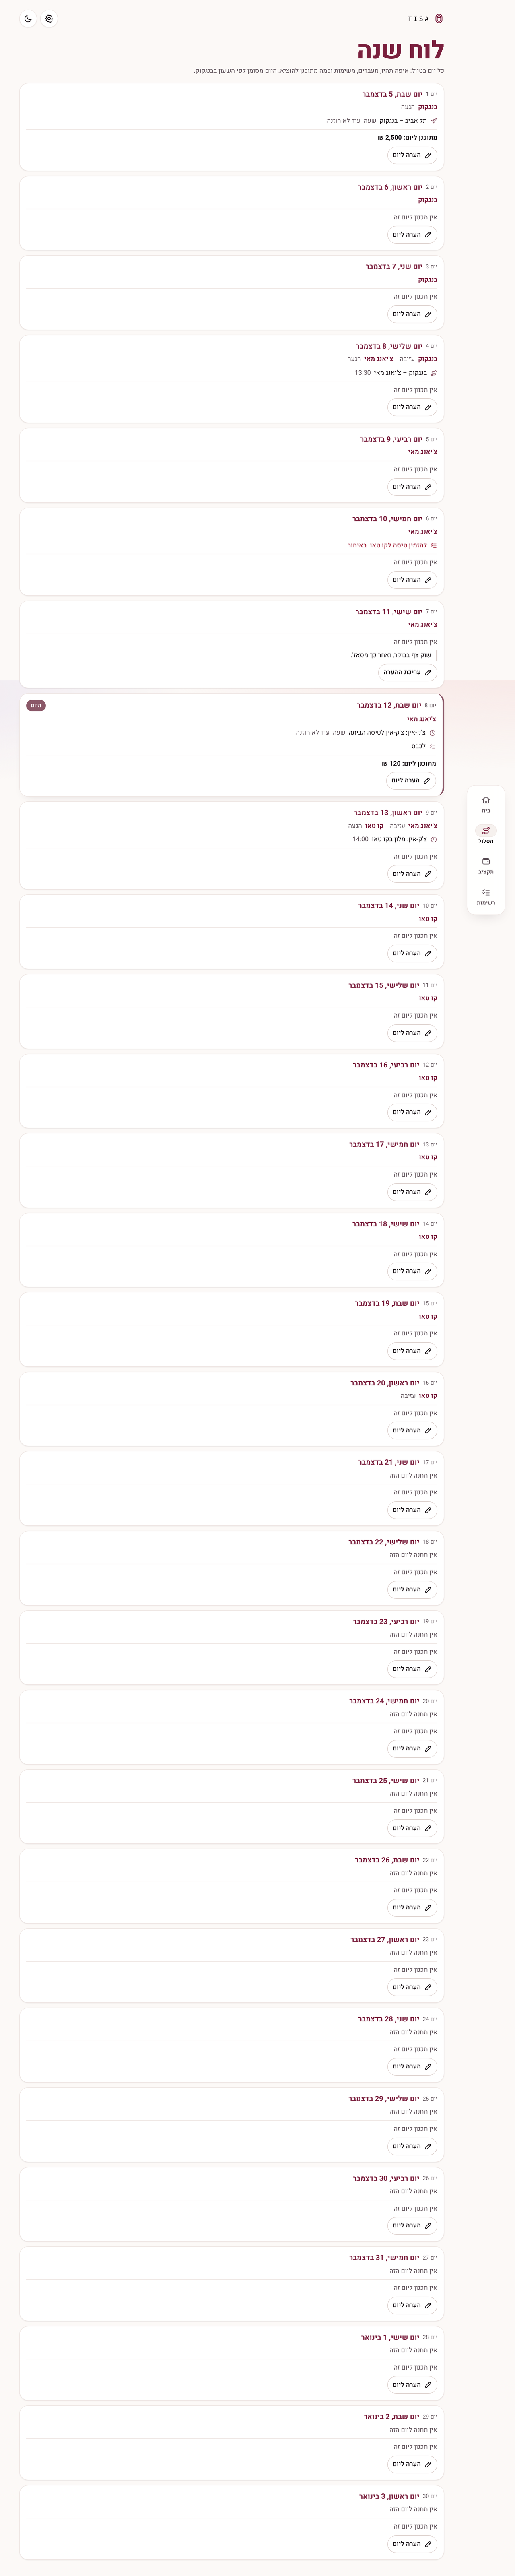 TISA
לוח שנה
כל יום בטיול: איפה תהיו, מעברים, משימות וכמה מתוכנן להוציא. היום מסומן לפי השעון בבנגקוק.
יום 1 יום שבת, 5 בדצמבר
בנגקוק הגעה
תל אביב – בנגקוק שעה: עוד לא הוזנה
מתוכנן ליום: 2,500 ₪
הערה ליום
יום 2 יום ראשון, 6 בדצמבר
בנגקוק
אין תכנון ליום זה
הערה ליום
יום 3 יום שני, 7 בדצמבר
בנגקוק
אין תכנון ליום זה
הערה ליום
יום 4 יום שלישי, 8 בדצמבר
בנגקוק עזיבה צ'יאנג מאי הגעה
בנגקוק – צ'יאנג מאי 13:30
אין תכנון ליום זה
הערה ליום
יום 5 יום רביעי, 9 בדצמבר
צ'יאנג מאי
אין תכנון ליום זה
הערה ליום
יום 6 יום חמישי, 10 בדצמבר
צ'יאנג מאי
להזמין טיסה לקו טאו באיחור
אין תכנון ליום זה
הערה ליום
יום 7 יום שישי, 11 בדצמבר
צ'יאנג מאי
אין תכנון ליום זה
שוק צף בבוקר, ואחר כך מסאז'.
עריכת ההערה
יום 8 יום שבת, 12 בדצמבר היום
צ'יאנג מאי
צ'ק-אין: צ'ק-אין לטיסה הביתה שעה: עוד לא הוזנה
לכבס
מתוכנן ליום: 120 ₪
הערה ליום
יום 9 יום ראשון, 13 בדצמבר
צ'יאנג מאי עזיבה קו טאו הגעה
צ'ק-אין: מלון בקו טאו 14:00
אין תכנון ליום זה
הערה ליום
בית
מסלול
תקציב
רשימות
יום 10 יום שני, 14 בדצמבר
קו טאו
אין תכנון ליום זה
הערה ליום
יום 11 יום שלישי, 15 בדצמבר
קו טאו
אין תכנון ליום זה
הערה ליום
יום 12 יום רביעי, 16 בדצמבר
קו טאו
אין תכנון ליום זה
הערה ליום
יום 13 יום חמישי, 17 בדצמבר
קו טאו
אין תכנון ליום זה
הערה ליום
יום 14 יום שישי, 18 בדצמבר
קו טאו
אין תכנון ליום זה
הערה ליום
יום 15 יום שבת, 19 בדצמבר
קו טאו
אין תכנון ליום זה
הערה ליום
יום 16 יום ראשון, 20 בדצמבר
קו טאו עזיבה
אין תכנון ליום זה
הערה ליום
יום 17 יום שני, 21 בדצמבר
אין תחנה ליום הזה
אין תכנון ליום זה
הערה ליום
יום 18 יום שלישי, 22 בדצמבר
אין תחנה ליום הזה
אין תכנון ליום זה
הערה ליום
יום 19 יום רביעי, 23 בדצמבר
אין תחנה ליום הזה
אין תכנון ליום זה
הערה ליום
יום 20 יום חמישי, 24 בדצמבר
אין תחנה ליום הזה
אין תכנון ליום זה
הערה ליום
יום 21 יום שישי, 25 בדצמבר
אין תחנה ליום הזה
אין תכנון ליום זה
הערה ליום
יום 22 יום שבת, 26 בדצמבר
אין תחנה ליום הזה
אין תכנון ליום זה
הערה ליום
יום 23 יום ראשון, 27 בדצמבר
אין תחנה ליום הזה
אין תכנון ליום זה
הערה ליום
יום 24 יום שני, 28 בדצמבר
אין תחנה ליום הזה
אין תכנון ליום זה
הערה ליום
יום 25 יום שלישי, 29 בדצמבר
אין תחנה ליום הזה
אין תכנון ליום זה
הערה ליום
יום 26 יום רביעי, 30 בדצמבר
אין תחנה ליום הזה
אין תכנון ליום זה
הערה ליום
יום 27 יום חמישי, 31 בדצמבר
אין תחנה ליום הזה
אין תכנון ליום זה
הערה ליום
יום 28 יום שישי, 1 בינואר
אין תחנה ליום הזה
אין תכנון ליום זה
הערה ליום
יום 29 יום שבת, 2 בינואר
אין תחנה ליום הזה
אין תכנון ליום זה
הערה ליום
יום 30 יום ראשון, 3 בינואר
אין תחנה ליום הזה
אין תכנון ליום זה
הערה ליום